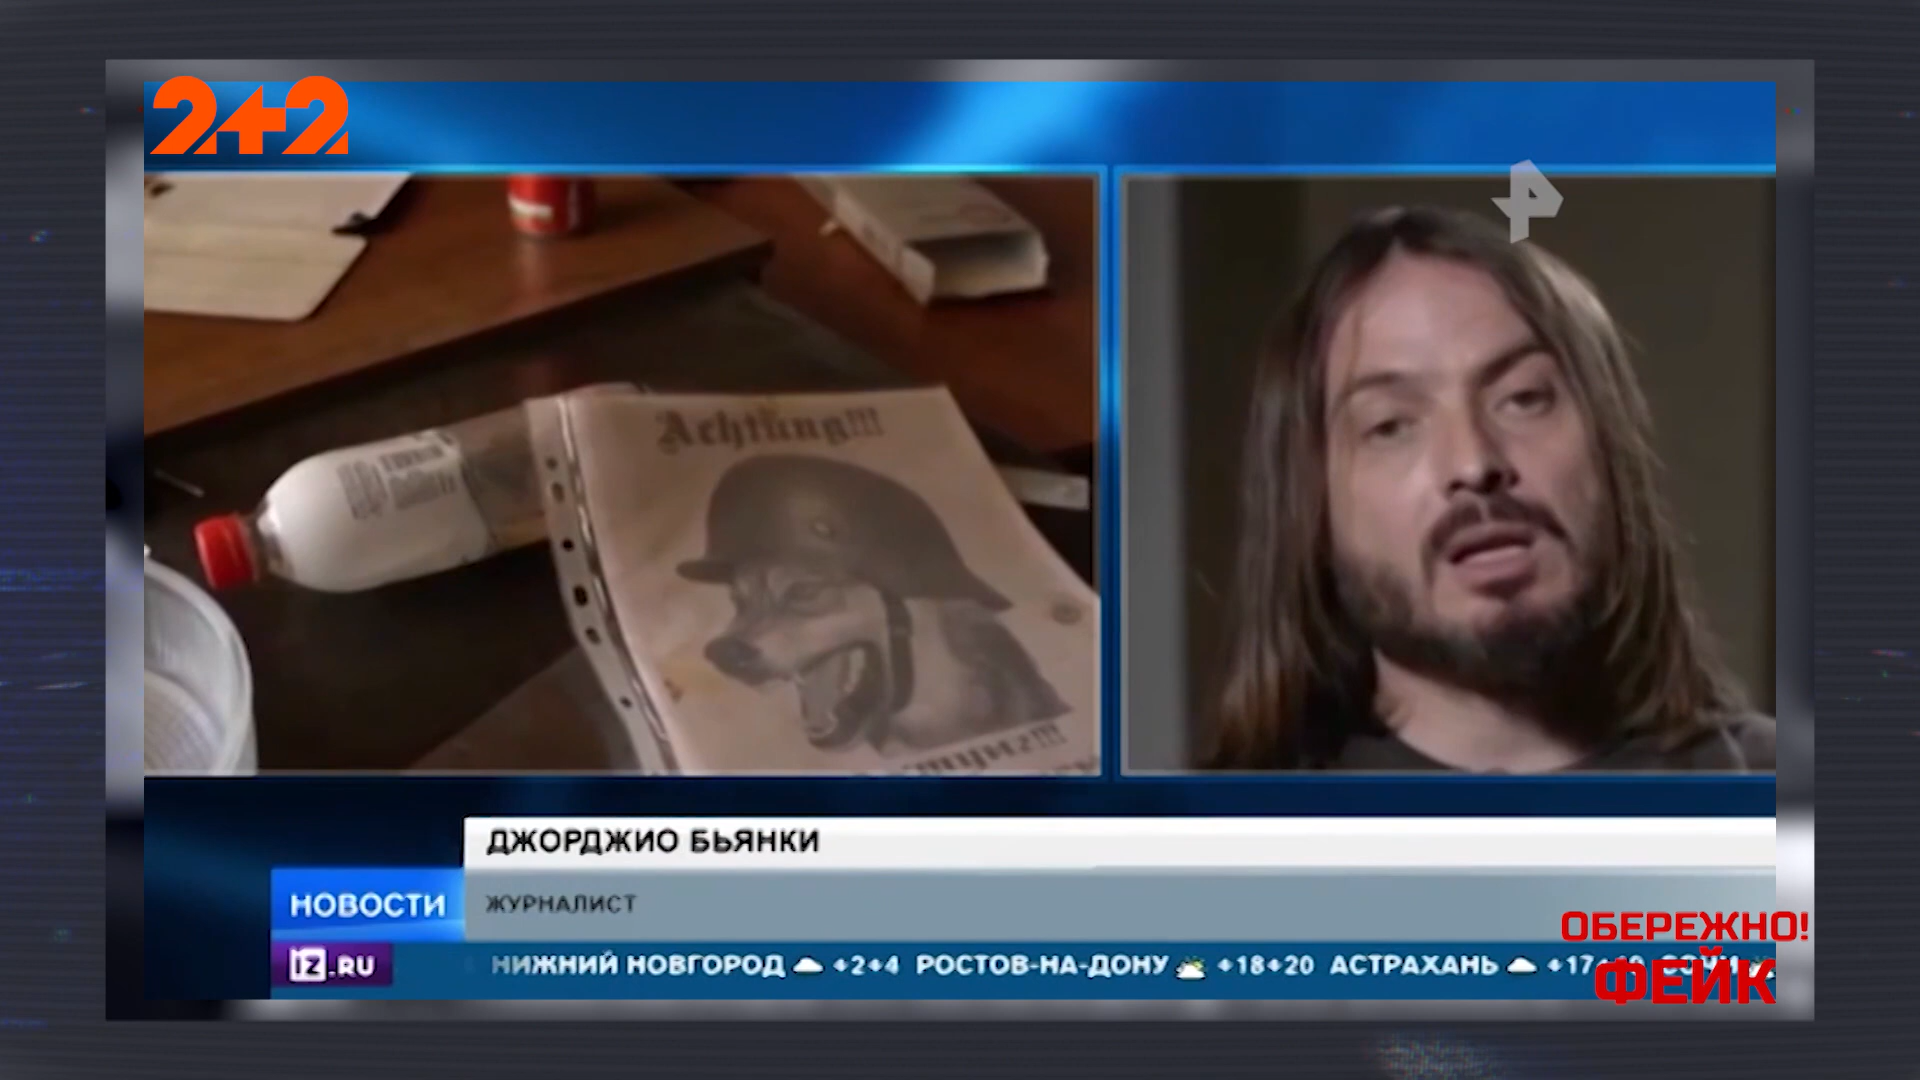 2+2
Achtung!!!
ДЖОРДЖИО БЬЯНКИ
НОВОСТИ
ЖУРНАЛИСТ
ОБЕРЕЖНО!
ФЕЙК
IZ.RU
НИЖНИЙ НОВГОРОД +2+4 РОСТОВ-НА-ДОНУ +18+20 АСТРАХАНЬ